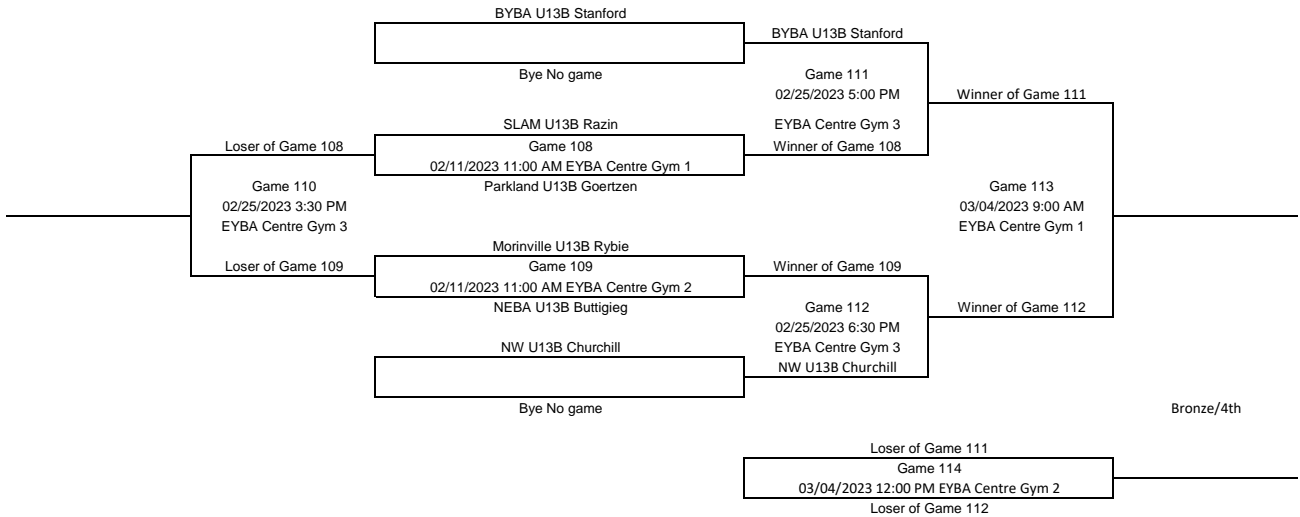 BYBA U13B Stanford
BYBA U13B Stanford
Bye No game
Game 111
02/25/2023 5:00 PM
Winner of Game 111
SLAM U13B Razin
EYBA Centre Gym 3
Loser of Game 108
Game 108
Winner of Game 108
02/11/2023 11:00 AM EYBA Centre Gym 1
Game 110
Parkland U13B Goertzen
Game 113
02/25/2023 3:30 PM
03/04/2023 9:00 AM
EYBA Centre Gym 3
EYBA Centre Gym 1
Morinville U13B Rybie
Loser of Game 109
Game 109
Winner of Game 109
02/11/2023 11:00 AM EYBA Centre Gym 2
NEBA U13B Buttigieg
Game 112
Winner of Game 112
02/25/2023 6:30 PM
NW U13B Churchill
EYBA Centre Gym 3
NW U13B Churchill
Bye No game
Bronze/4th
Loser of Game 111
Game 114
03/04/2023 12:00 PM EYBA Centre Gym 2
Loser of Game 112